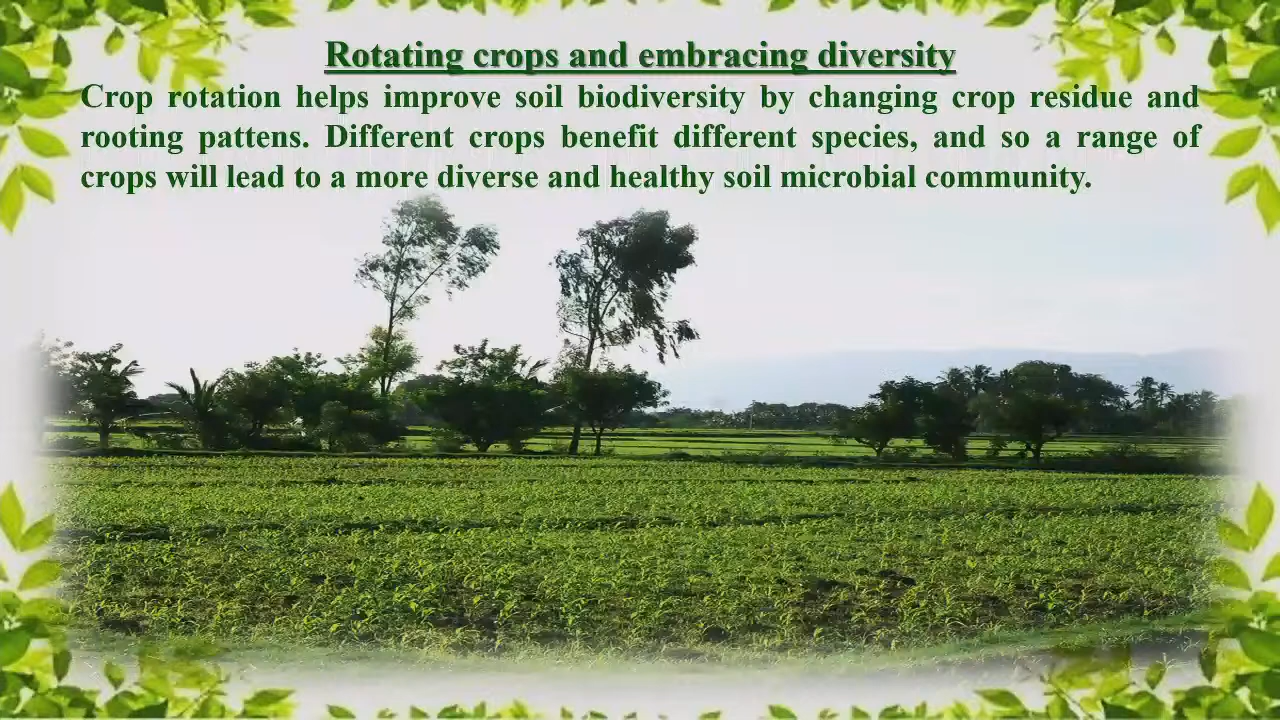 Rotating crops and embracing diversity
Crop rotation helps improve soil biodiversity by changing crop residue and
rooting pattens. Different crops benefit different species, and so a range of
crops will lead to a more diverse and healthy soil microbial community.